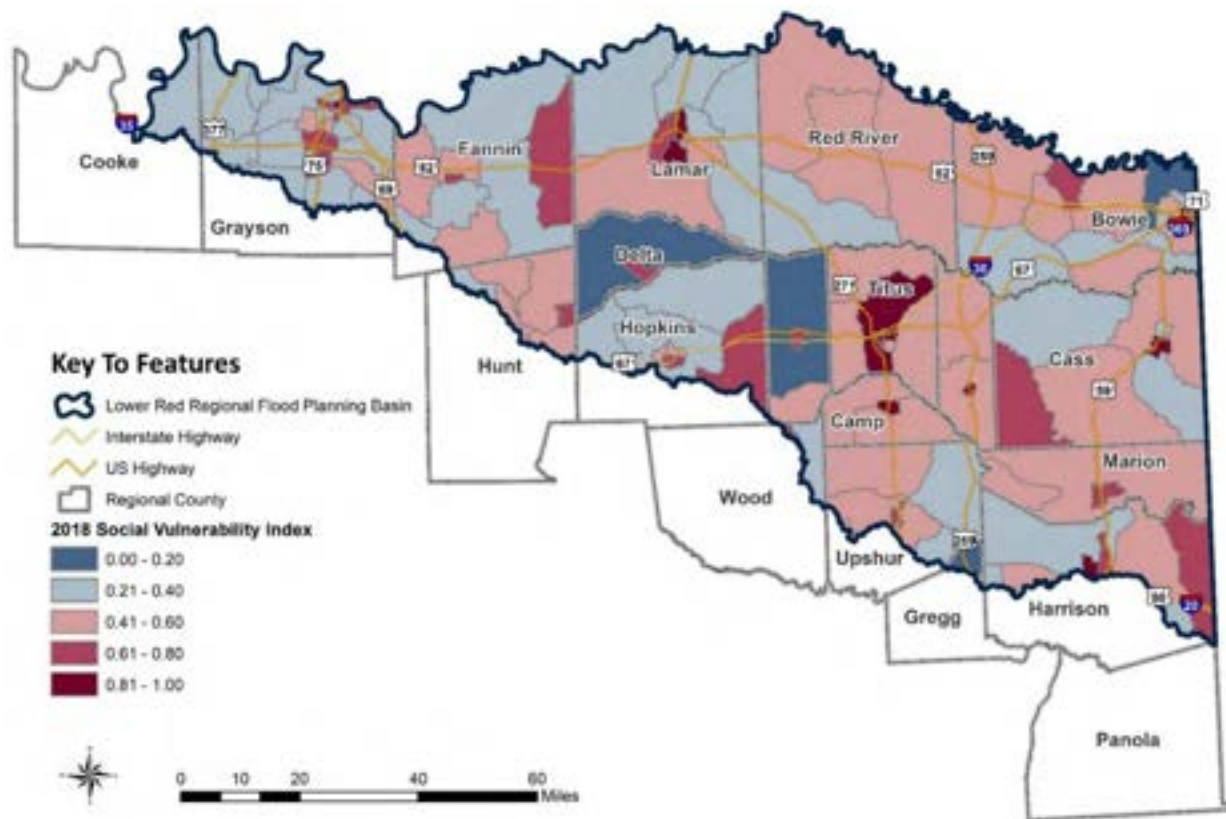 Cooke
Grayson
Fannin
Lamar
Red River
Bowie
Delta
Hopkins
Hunt
Titus
Camp
Cass
Marion
Wood
Upshur
Gregg
Harrison
Panola
35
377
75
69
82
82
259
71
30
67
271
67
59
259
80
20
Key To Features
Lower Red Regional Flood Planning Basin
Interstate Highway
US Highway
Regional County
2018 Social Vulnerability Index
0.00 - 0.20
0.21 - 0.40
0.41 - 0.60
0.61 - 0.80
0.81 - 1.00
0 10 20 40 60
Miles